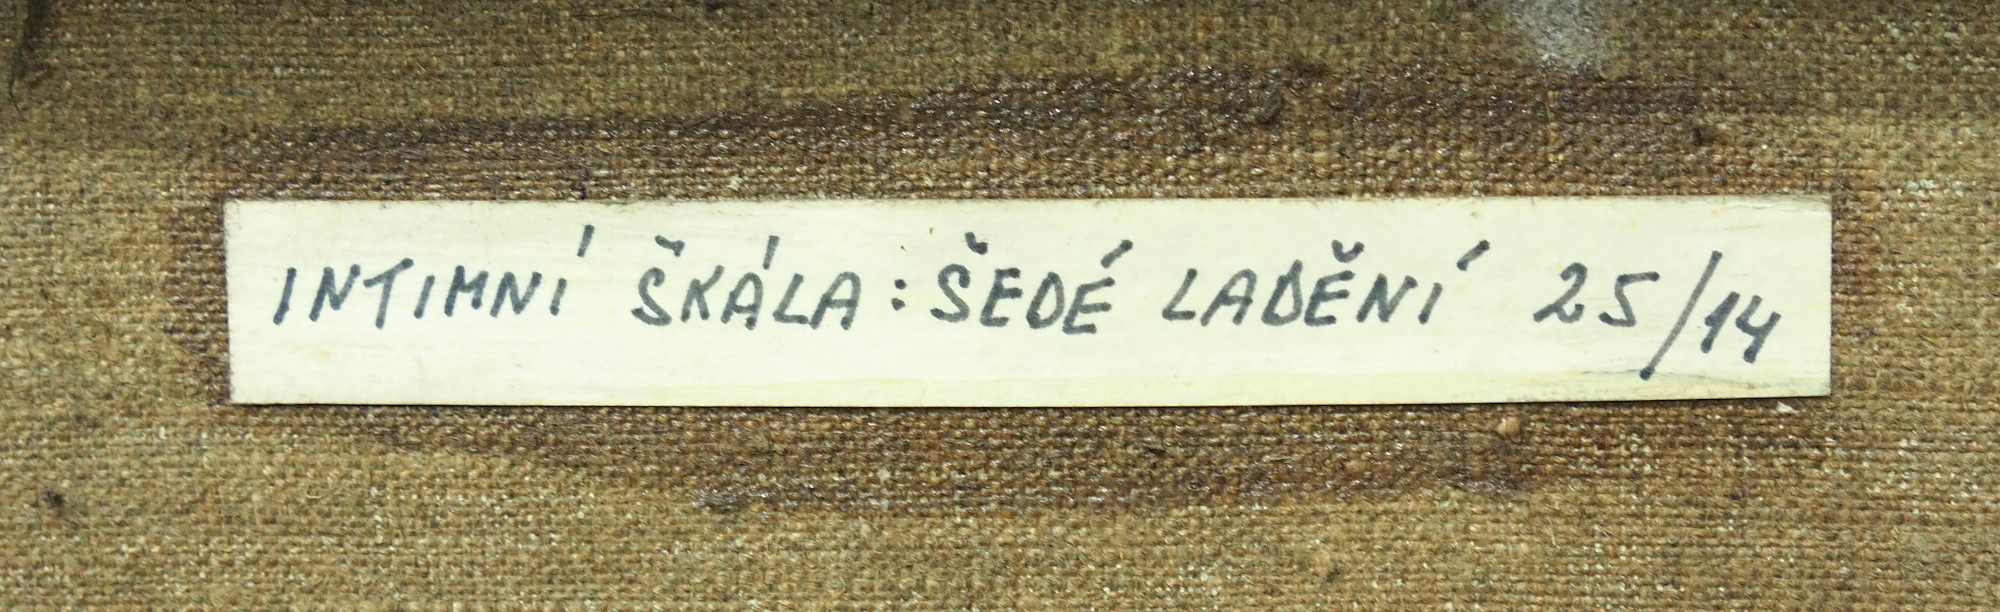 INTIMNÍ ŠKÁLA: ŠEDÉ LADĚNÍ 25/14